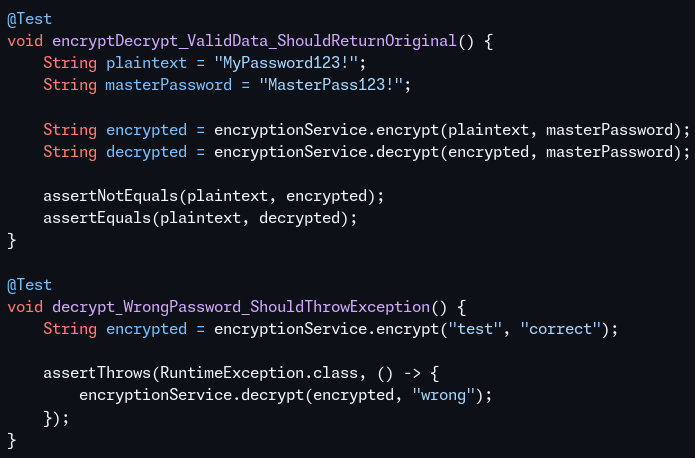 @Test
void encryptDecrypt_ValidData_ShouldReturnOriginal() {
    String plaintext = "MyPassword123!";
    String masterPassword = "MasterPass123!";

    String encrypted = encryptionService.encrypt(plaintext, masterPassword);
    String decrypted = encryptionService.decrypt(encrypted, masterPassword);

    assertNotEquals(plaintext, encrypted);
    assertEquals(plaintext, decrypted);
}

@Test
void decrypt_WrongPassword_ShouldThrowException() {
    String encrypted = encryptionService.encrypt("test", "correct");

    assertThrows(RuntimeException.class, () -> {
        encryptionService.decrypt(encrypted, "wrong");
    });
}